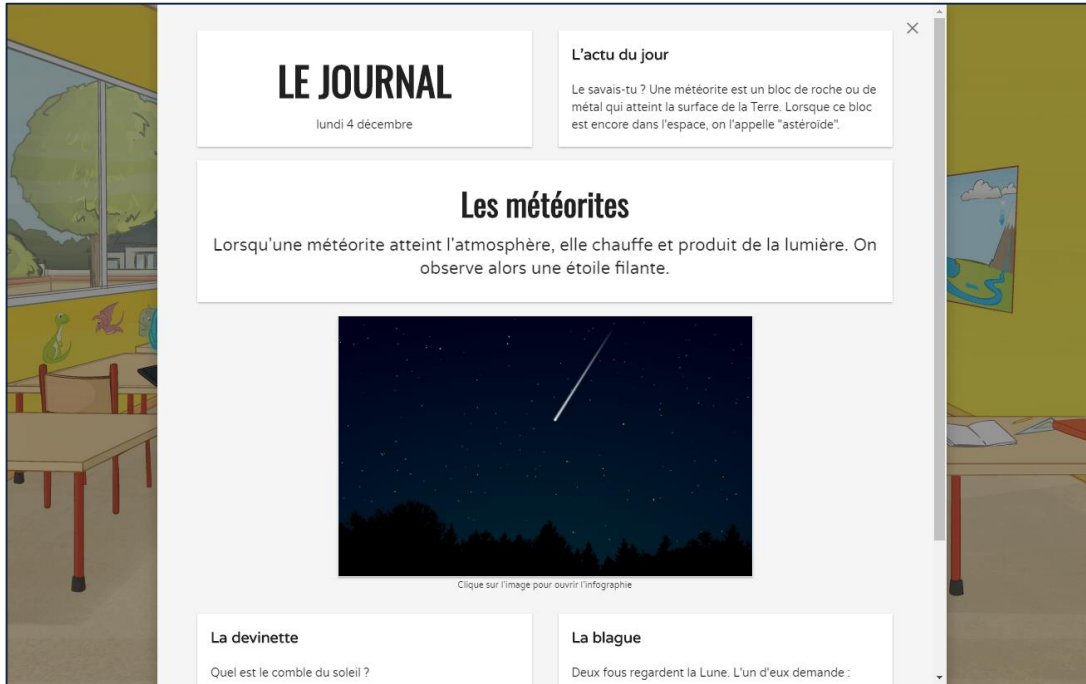 LE JOURNAL
lundi 4 décembre
L'actu du jour
Le savais-tu ? Une météorite est un bloc de roche ou de
métal qui atteint la surface de la Terre. Lorsque ce bloc
est encore dans l'espace, on l'appelle "astéroïde".
Les météorites
Lorsqu'une météorite atteint l'atmosphère, elle chauffe et produit de la lumière. On
observe alors une étoile filante.
Clique sur l'image pour ouvrir l'infographie
La devinette
Quel est le comble du soleil ?
La blague
Deux fous regardent la Lune. L'un d'eux demande :